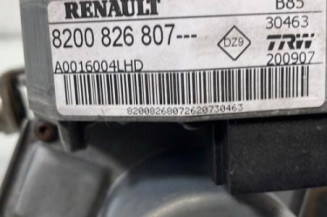 RENAULT B85
8200 826 807--- DZ9 30463
TRW
A0016004LHD 200907
82008268072620730463